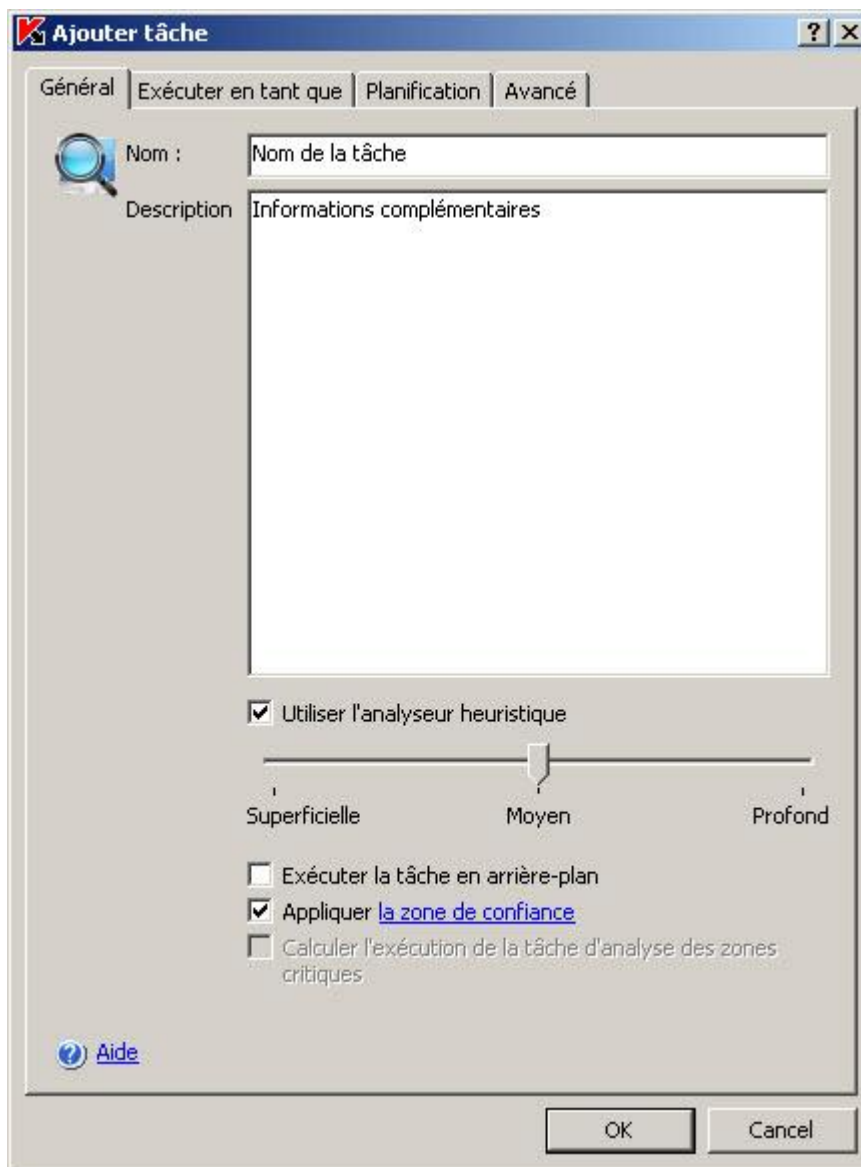 Ajouter tâche
Général
Exécuter en tant que
Planification
Avancé
Nom :
Nom de la tâche
Description
Informations complémentaires
Utiliser l'analyseur heuristique
Superficielle
Moyen
Profond
Exécuter la tâche en arrière-plan
Appliquer la zone de confiance
Calculer l'exécution de la tâche d'analyse des zones
critiques
Aide
OK
Cancel